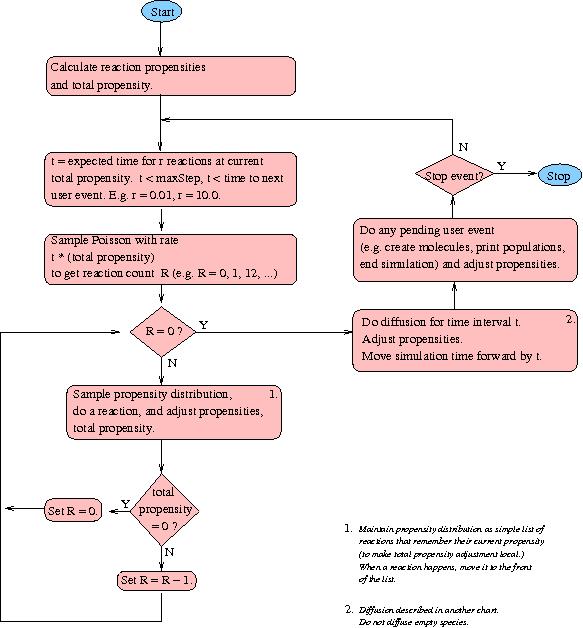 Start
Calculate reaction propensities
and total propensity.
t = expected time for r reactions at current
total propensity. t < maxStep, t < time to next
user event. E.g. r = 0.01, r = 10.0.
Sample Poisson with rate
t * (total propensity)
to get reaction count R (e.g. R = 0, 1, 12, ...)
R = 0 ?
Y
N
Sample propensity distribution, 1.
do a reaction, and adjust propensities,
total propensity.
total
propensity
= 0 ?
Y
Set R = 0.
N
Set R = R − 1.
Do diffusion for time interval t. 2.
Adjust propensities.
Move simulation time forward by t.
Do any pending user event
(e.g. create molecules, print populations,
end simulation) and adjust propensities.
Stop event?
N
Y
Stop
1. Maintain propensity distribution as simple list of
reactions that remember their current propensity
(to make total propensity adjustment local.)
When a reaction happens, move it to the front
of the list.
2. Diffusion described in another chart.
Do not diffuse empty species.